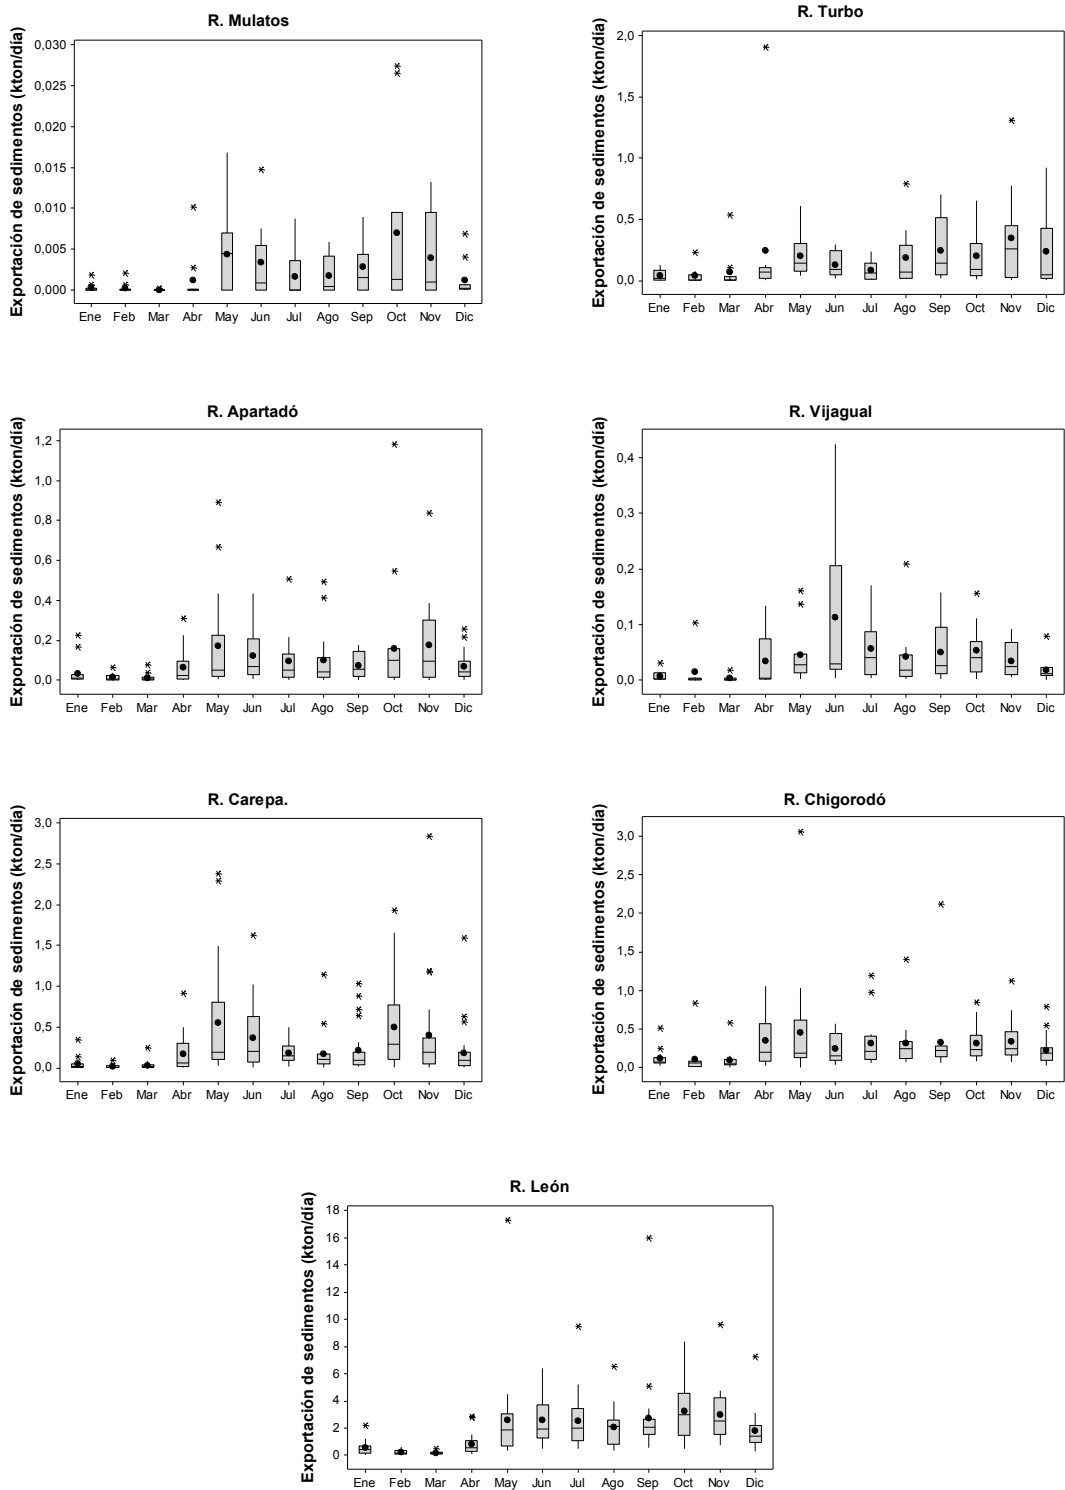 R. Mulatos
Exportación de sedimentos (kton/día)
0,030
0,025
0,020
0,015
0,010
0,005
0,000
Ene Feb Mar Abr May Jun Jul Ago Sep Oct Nov Dic
R. Turbo
Exportación de sedimentos (kton/día)
2,0
1,5
1,0
0,5
0,0
Ene Feb Mar Abr May Jun Jul Ago Sep Oct Nov Dic
R. Apartadó
Exportación de sedimentos (kton/día)
1,2
1,0
0,8
0,6
0,4
0,2
0,0
Ene Feb Mar Abr May Jun Jul Ago Sep Oct Nov Dic
R. Vijagual
Exportación de sedimentos (kton/día)
0,4
0,3
0,2
0,1
0,0
Ene Feb Mar Abr May Jun Jul Ago Sep Oct Nov Dic
R. Carepa.
Exportación de sedimentos (kton/día)
3,0
2,5
2,0
1,5
1,0
0,5
0,0
Ene Feb Mar Abr May Jun Jul Ago Sep Oct Nov Dic
R. Chigorodó
Exportación de sedimentos (kton/día)
3,0
2,5
2,0
1,5
1,0
0,5
0,0
Ene Feb Mar Abr May Jun Jul Ago Sep Oct Nov Dic
R. León
Exportación de sedimentos (kton/día)
18
16
14
12
10
8
6
4
2
0
Ene Feb Mar Abr May Jun Jul Ago Sep Oct Nov Dic